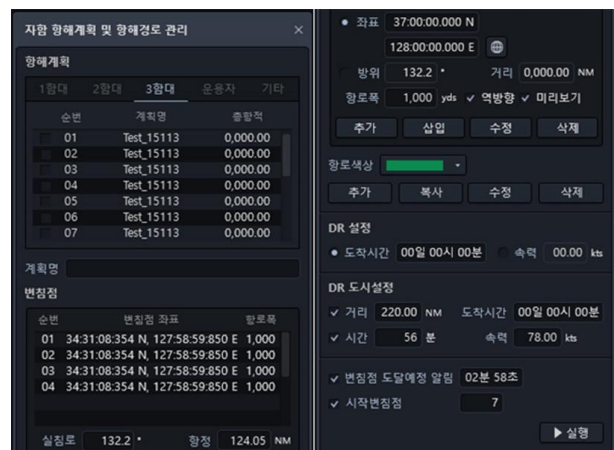 자함 항해계획 및 항해경로 관리 ×
항해계획
1함대 2함대 3함대 운용자 기타
순번 계획명 총항적
01 Test_15113 0,000.00
02 Test_15113 0,000.00
03 Test_15113 0,000.00
04 Test_15113 0,000.00
05 Test_15113 0,000.00
06 Test_15113 0,000.00
07 Test_15113 0,000.00
계획명
변침점
순번 변침점 좌표 항로폭
01 34:31:08:354 N, 127:58:59:850 E 1,000
02 34:31:08:354 N, 127:58:59:850 E 1,000
03 34:31:08:354 N, 127:58:59:850 E 1,000
04 34:31:08:354 N, 127:58:59:850 E 1,000
실침로 132.2 ° 항정 124.05 NM
좌표 37:00:00.000 N
128:00:00.000 E
방위 132.2 ° 거리 0,000.00 NM
항로폭 1,000 yds 역방향 미리보기
추가 삽입 수정 삭제
항로색상
추가 복사 수정 삭제
DR 설정
도착시간 00일 00시 00분 속력 00.00 kts
DR 도시설정
거리 220.00 NM 도착시간 00일 00시 00분
시간 56 분 속력 78.00 kts
변침점 도달예정 알림 02분 58초
시작변침점 7
▶실행